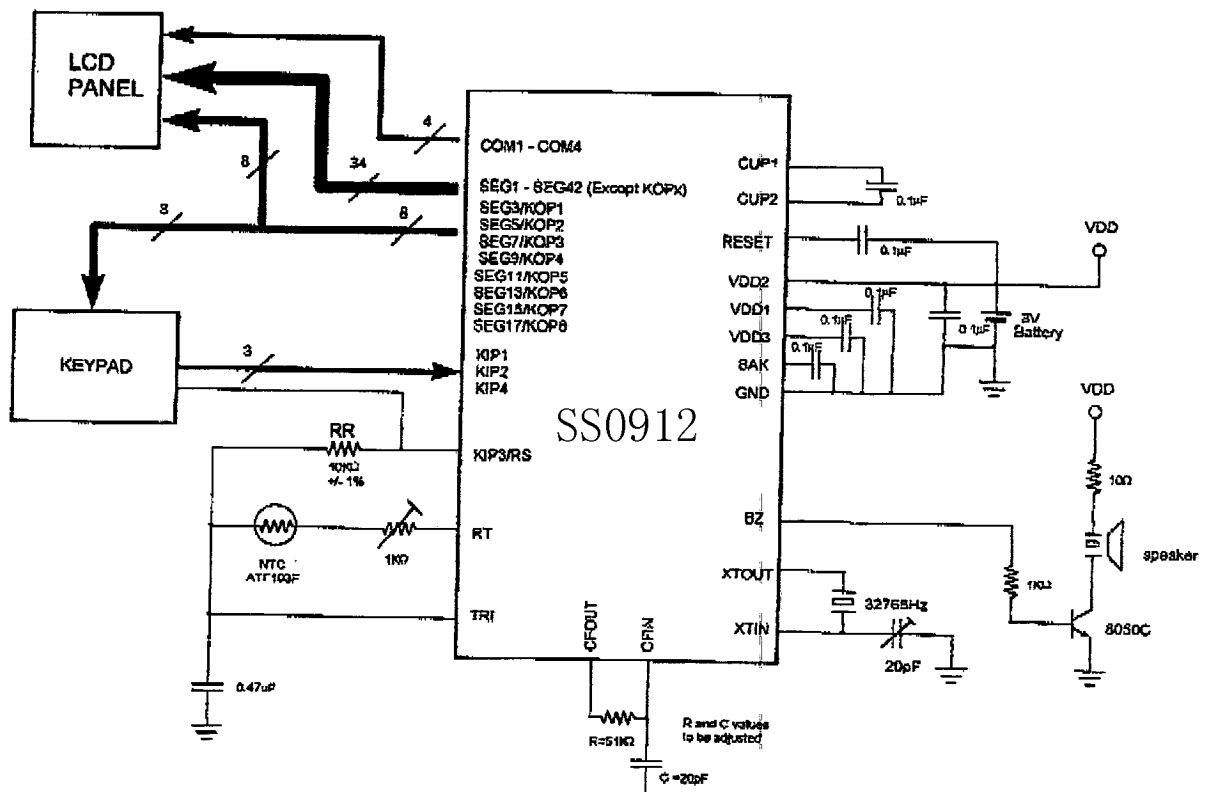 LCD
PANEL
4
COM1 - COM4
8
34
SEG1 - SEG42 (Except KOPX)
8
8
SEG3/KOP1
SEG5/KOP2
SEG7/KOP3
SEG9/KOP4
SEG11/KOP5
SEG13/KOP6
SEG15/KOP7
SEG17/KOP8
KEYPAD
3
KIP1
KIP2
KIP4
RR
10KΩ
+/- 1%
KIP3/RS
NTC
1KΩ
RT
TRI
0.47uF
SS0912
CUP1
CUP2
0.1µF
RESET
0.1µF
VDD
VDD2
VDD1
0.1µF
VDD3
0.1µF
BAK
0.1µF
GND
0.1µF
3V
Battery
VDD
10Ω
speaker
BZ
1KΩ
8050C
XTOUT
32768Hz
XTIN
20pF
CFOUT
CFIN
R=51KΩ
R and C values
to be adjusted
C =20pF